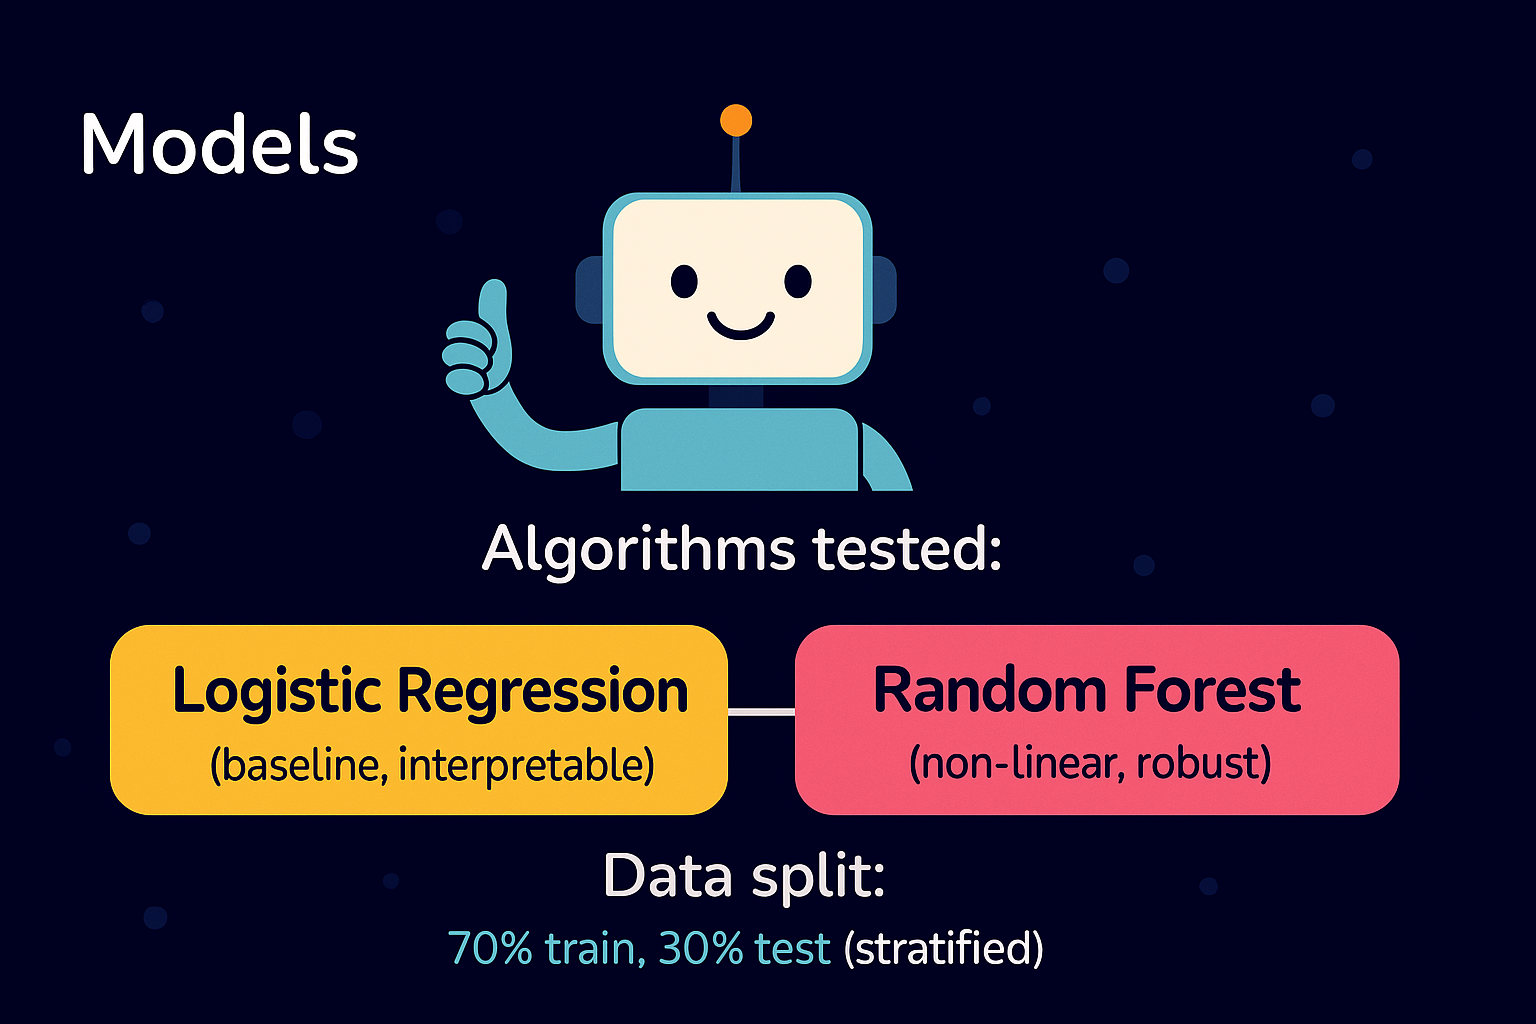 Models
Algorithms tested:
Logistic Regression
(baseline, interpretable)
Random Forest
(non-linear, robust)
Data split:
70% train, 30% test (stratified)